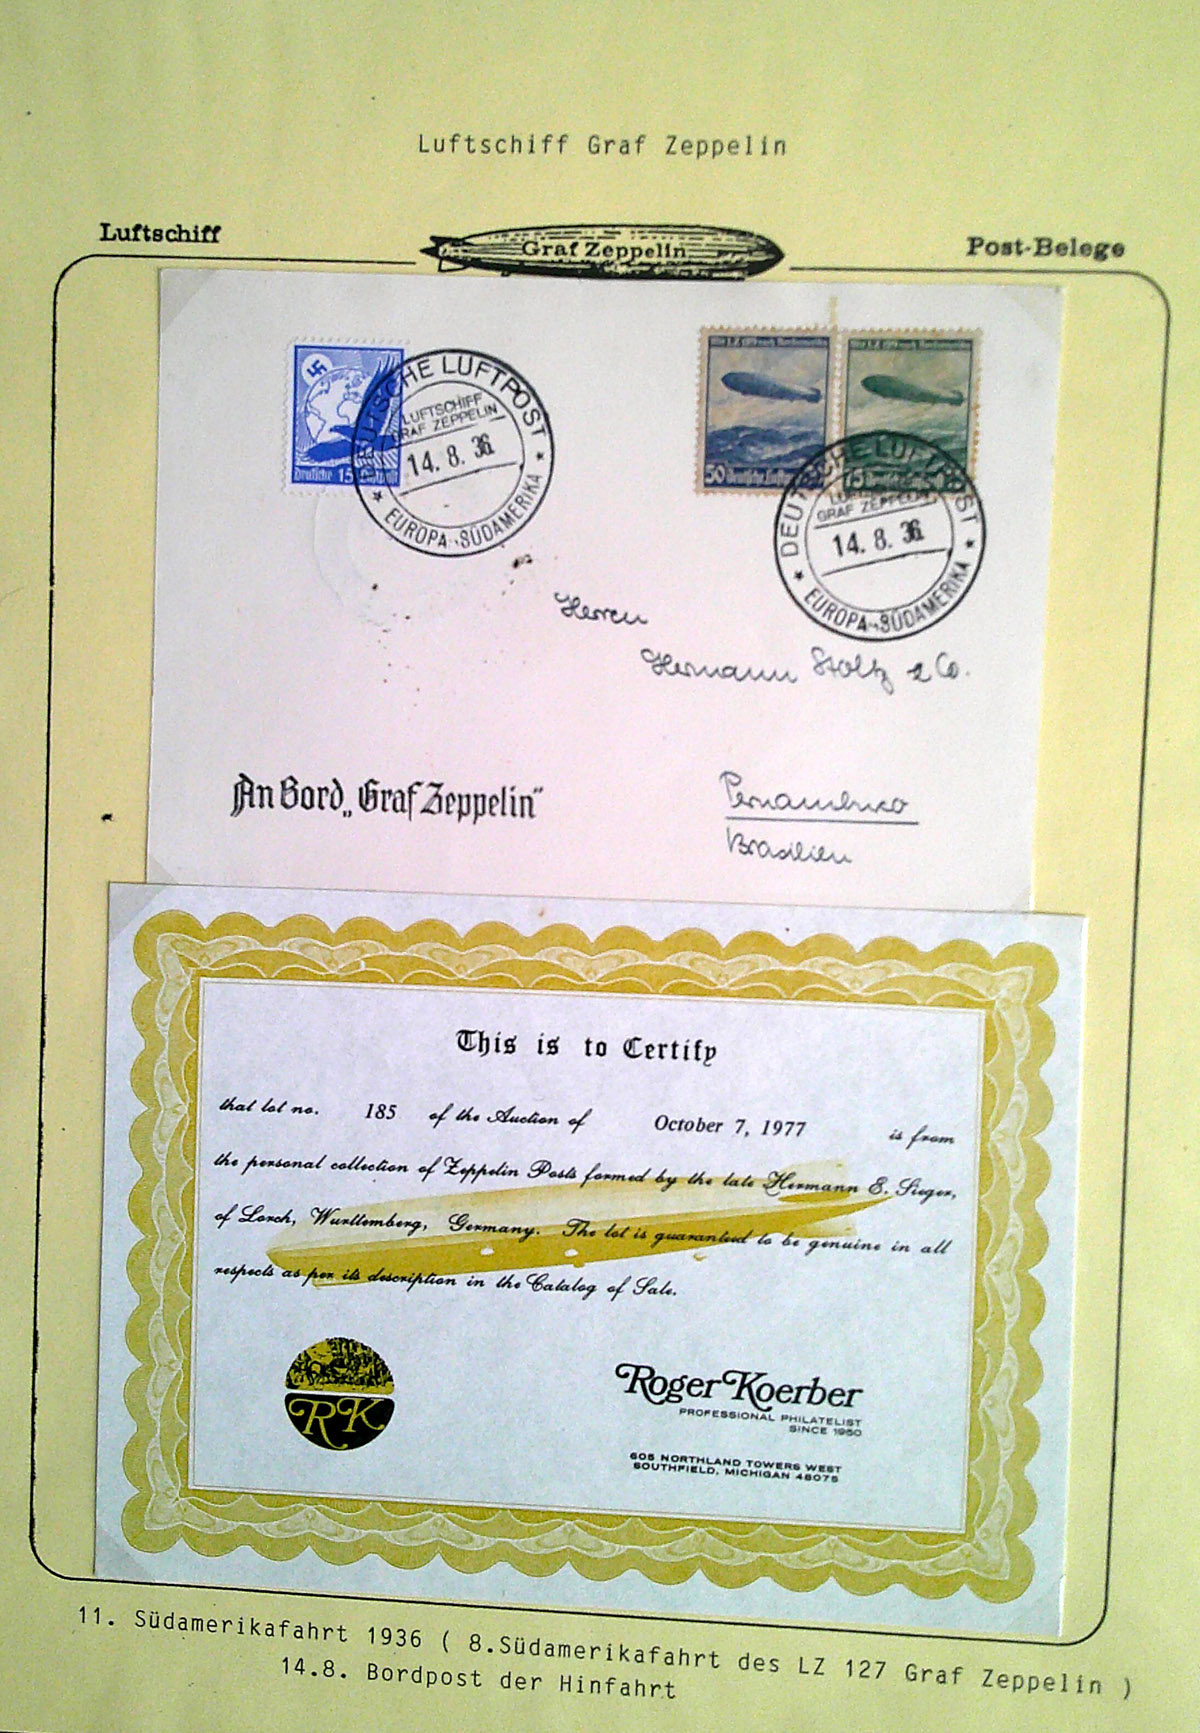 Luftschiff Graf Zeppelin
Luftschiff
Graf Zeppelin
Post-Belege
DEUTSCHE LUFTPOST
LUFTSCHIFF
GRAF ZEPPELIN
14.8.36
* EUROPA-SÜDAMERIKA *
Deutsche 15
50 Deutsche
75
DEUTSCHE LUFTPOST
GRAF ZEPPELIN
14.8.36
* EUROPA-SÜDAMERIKA *
Herren
Hermann Stoltz & Co.
An Bord „Graf Zeppelin"
Pernambuco
Brasilien
This is to Certify
that lot no. 185 of the Auction of October 7, 1977 is from
the personal collection of Zeppelin Posts formed by the late Hermann E. Sieger,
of Lorch, Wurttemberg, Germany. The lot is guaranteed to be genuine in all
respects as per its description in the Catalog of Sale.
RK
Roger Koerber
PROFESSIONAL PHILATELIST
SINCE 1950
605 NORTHLAND TOWERS WEST
SOUTHFIELD, MICHIGAN 48075
11. Südamerikafahrt 1936 ( 8.Südamerikafahrt des LZ 127 Graf Zeppelin )
14.8. Bordpost der Hinfahrt